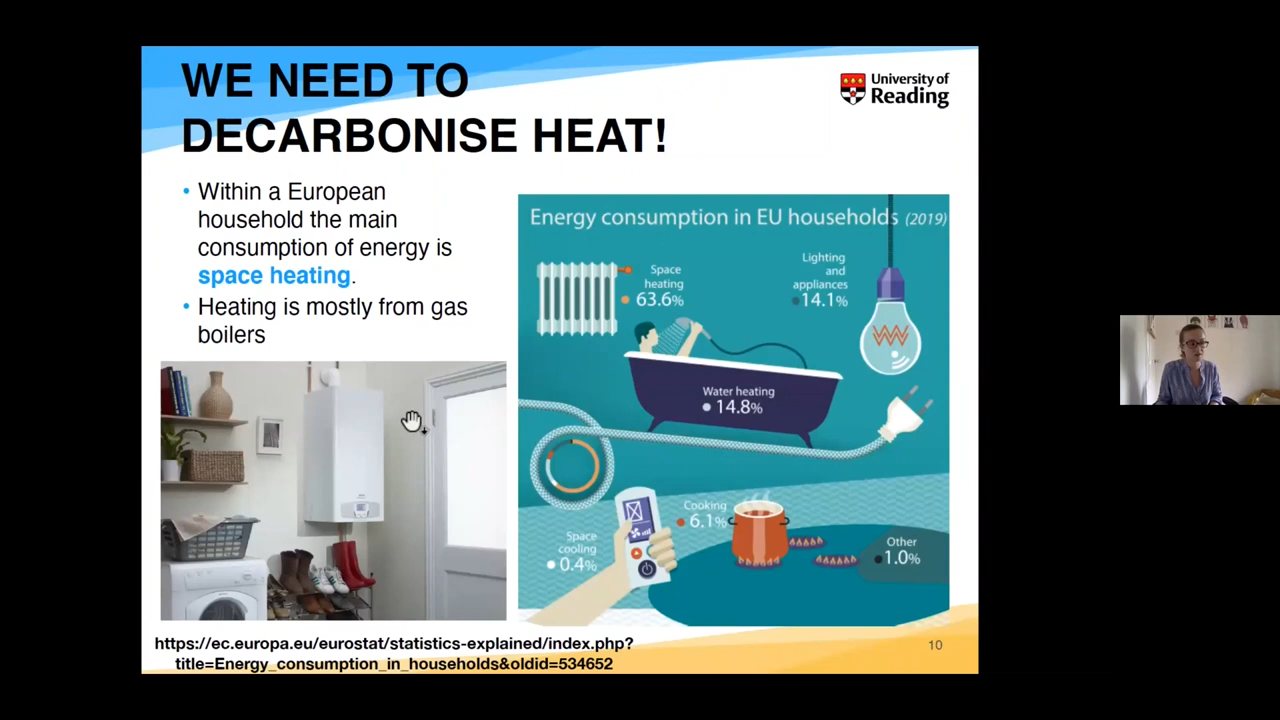 WE NEED TO
DECARBONISE HEAT!
University of
Reading
• Within a European
household the main
consumption of energy is
space heating.
• Heating is mostly from gas
boilers
Energy consumption in EU households (2019)
Space
heating
63.6%
Lighting
and
appliances
14.1%
Water heating
14.8%
Cooking
6.1%
Space
cooling
0.4%
Other
1.0%
https://ec.europa.eu/eurostat/statistics-explained/index.php?
title=Energy_consumption_in_households&oldid=534652
10